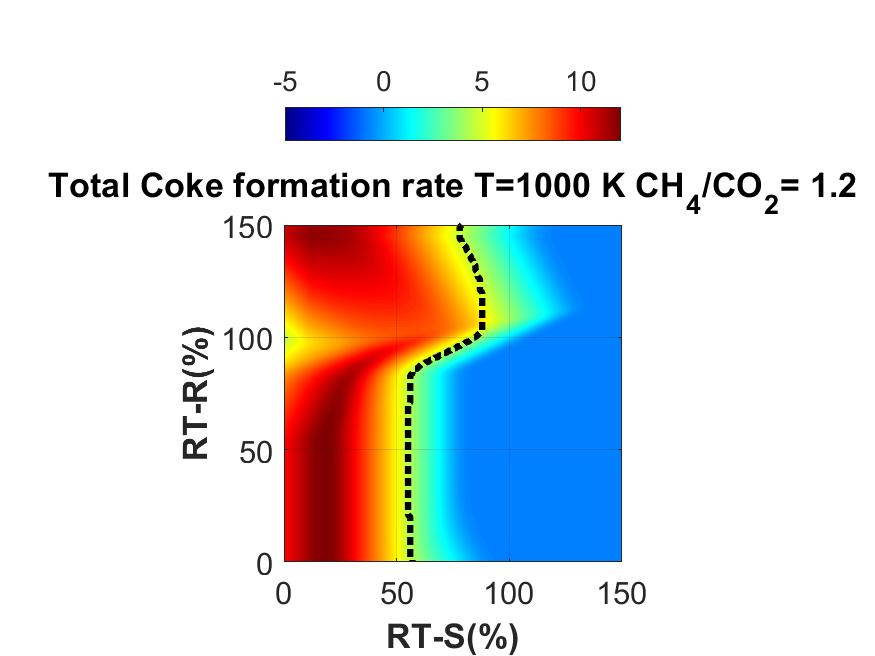 -5 0 5 10
Total Coke formation rate T=1000 K CH4/CO2= 1.2
150
100
50
0
RT-R(%)
0 50 100 150
RT-S(%)